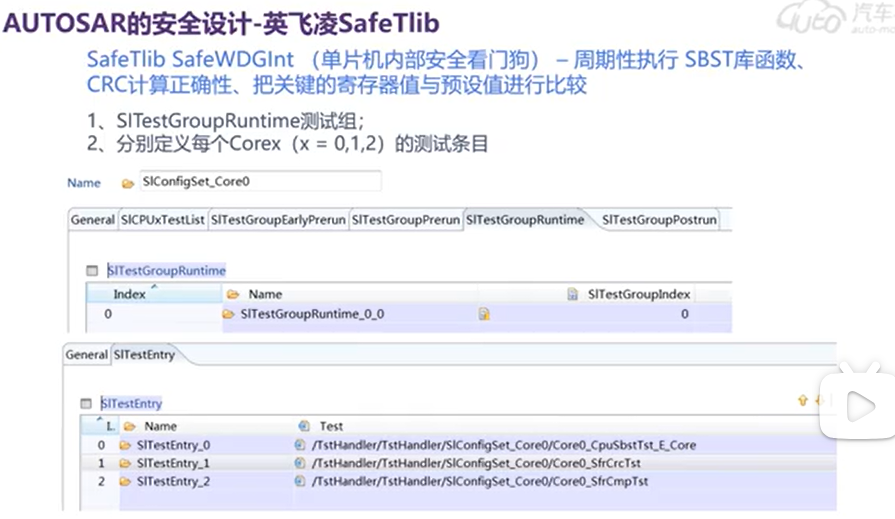 AUTOSAR的安全设计-英飞凌SafeTlib
汽车
auto-mo
SafeTlib SafeWDGInt （单片机内部安全看门狗） – 周期性执行 SBST库函数、
CRC计算正确性、把关键的寄存器值与预设值进行比较
1、SlTestGroupRuntime测试组；
2、分别定义每个Corex（x = 0,1,2）的测试条目
Name SlConfigSet_Core0
General SlCPUxTestList SlTestGroupEarlyPrerun SlTestGroupPrerun SlTestGroupRuntime SlTestGroupPostrun
SlTestGroupRuntime
Index Name SlTestGroupIndex
0 SlTestGroupRuntime_0_0 0
General SlTestEntry
SlTestEntry
I. Name Test
0 SlTestEntry_0 /TstHandler/TstHandler/SlConfigSet_Core0/Core0_CpuSbstTst_E_Core
1 SlTestEntry_1 /TstHandler/TstHandler/SlConfigSet_Core0/Core0_SfrCrcTst
2 SlTestEntry_2 /TstHandler/TstHandler/SlConfigSet_Core0/Core0_SfrCmpTst